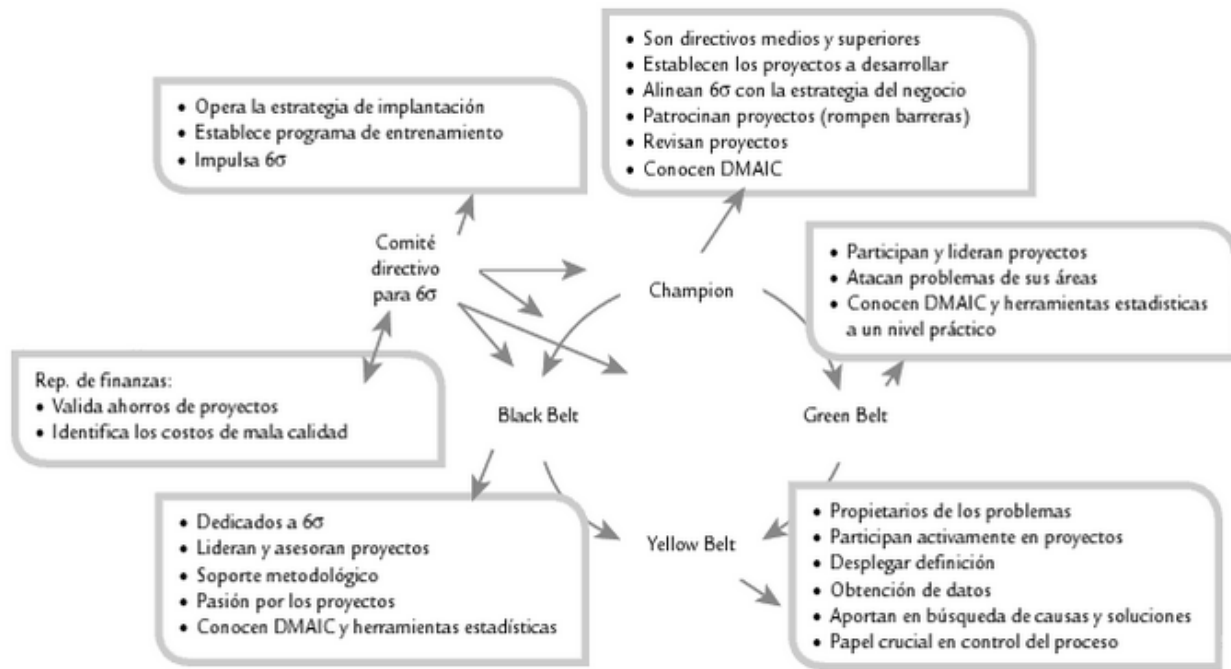 • Son directivos medios y superiores
• Establecen los proyectos a desarrollar
• Alinean 6σ con la estrategia del negocio
• Patrocinan proyectos (rompen barreras)
• Revisan proyectos
• Conocen DMAIC
• Opera la estrategia de implantación
• Establece programa de entrenamiento
• Impulsa 6σ
Comité
directivo
para 6σ
Champion
• Participan y lideran proyectos
• Atacan problemas de sus áreas
• Conocen DMAIC y herramientas estadísticas
a un nivel práctico
Rep. de finanzas:
• Valida ahorros de proyectos
• Identifica los costos de mala calidad
Black Belt
Green Belt
• Dedicados a 6σ
• Lideran y asesoran proyectos
• Soporte metodológico
• Pasión por los proyectos
• Conocen DMAIC y herramientas estadísticas
Yellow Belt
• Propietarios de los problemas
• Participan activamente en proyectos
• Desplegar definición
• Obtención de datos
• Aportan en búsqueda de causas y soluciones
• Papel crucial en control del proceso